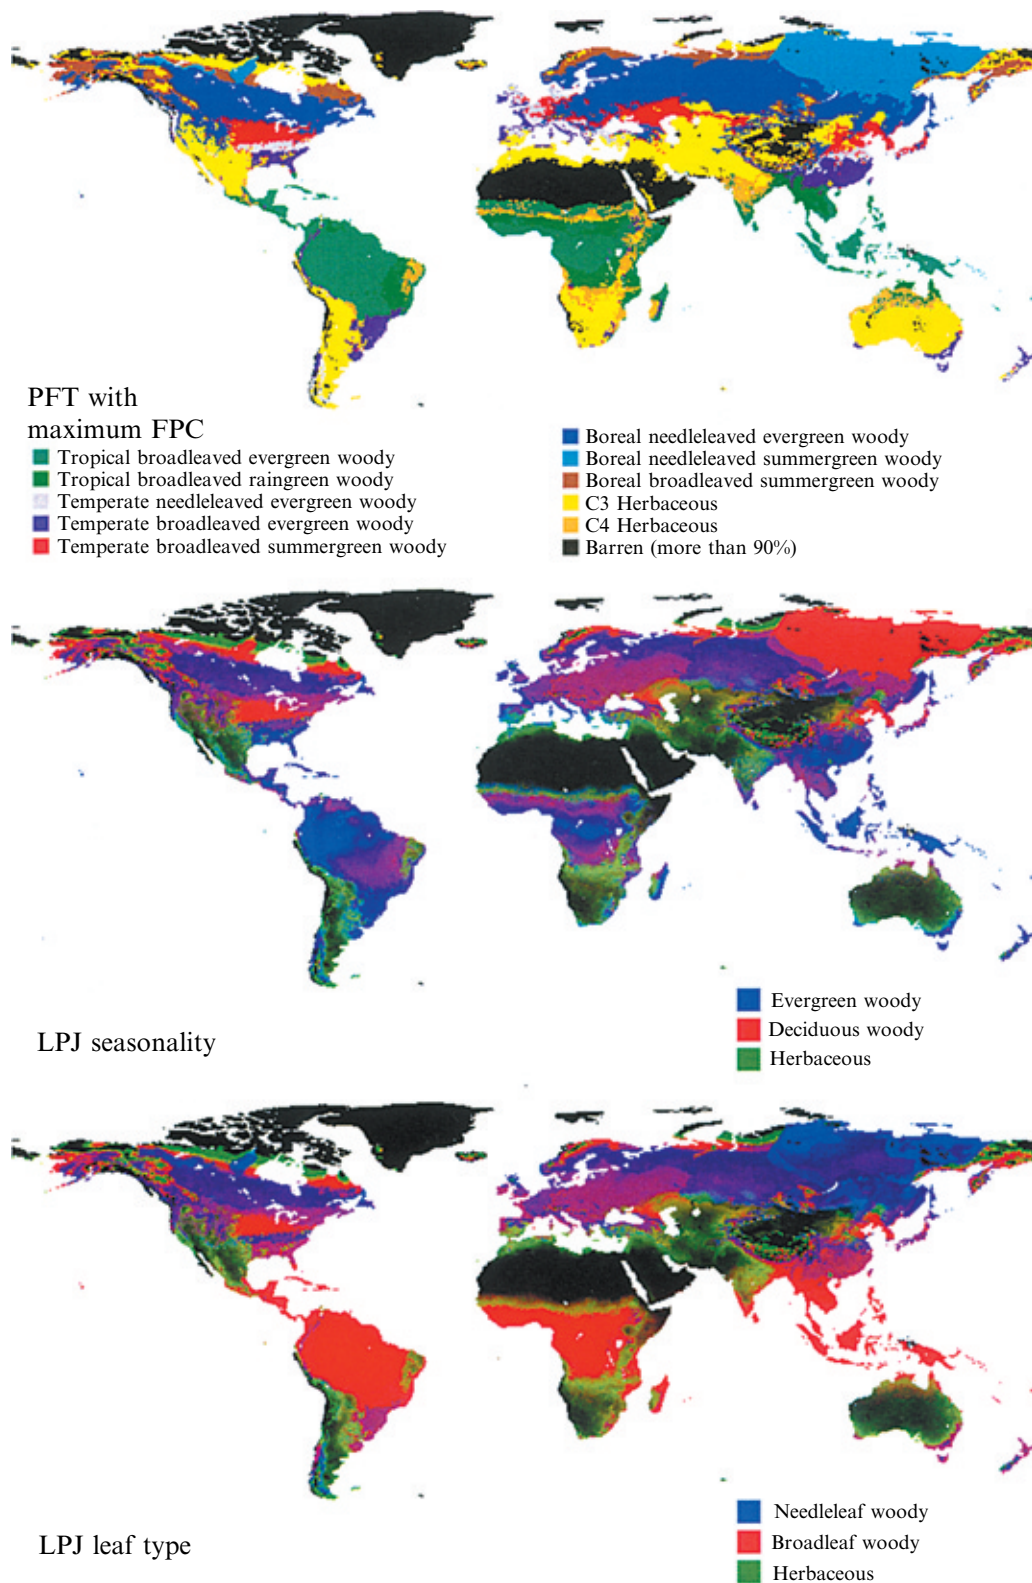 PFT with
maximum FPC
Tropical broadleaved evergreen woody
Tropical broadleaved raingreen woody
Temperate needleleaved evergreen woody
Temperate broadleaved evergreen woody
Temperate broadleaved summergreen woody
Boreal needleleaved evergreen woody
Boreal needleleaved summergreen woody
Boreal broadleaved summergreen woody
C3 Herbaceous
C4 Herbaceous
Barren (more than 90%)
LPJ seasonality
Evergreen woody
Deciduous woody
Herbaceous
LPJ leaf type
Needleleaf woody
Broadleaf woody
Herbaceous